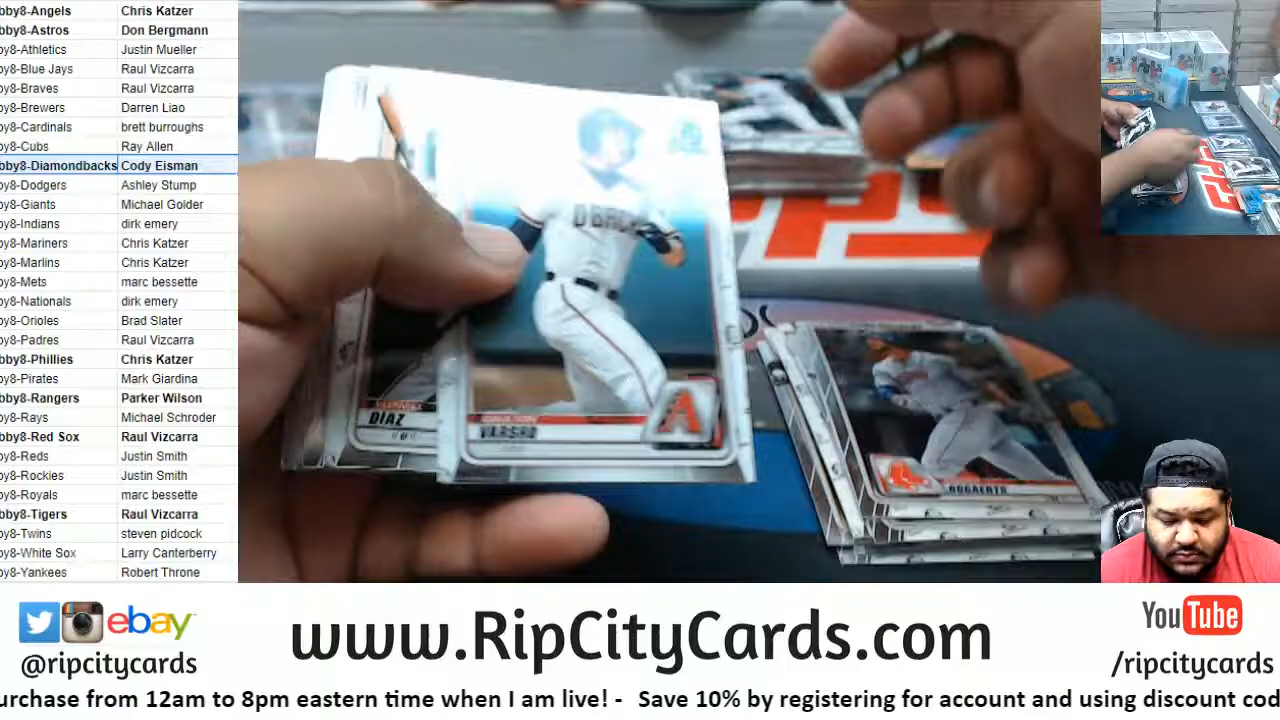 bby8-Angels Chris Katzer
bby8-Astros Don Bergmann
by8-Athletics Justin Mueller
by8-Blue Jays Raul Vizcarra
by8-Braves Raul Vizcarra
by8-Brewers Darren Liao
by8-Cardinals brett burroughs
by8-Cubs Ray Allen
bby8-Diamondbacks Cody Eisman
by8-Dodgers Ashley Stump
by8-Giants Michael Golder
by8-Indians dirk emery
by8-Mariners Chris Katzer
by8-Marlins Chris Katzer
by8-Mets marc bessette
by8-Nationals dirk emery
by8-Orioles Brad Slater
by8-Padres Raul Vizcarra
bby8-Phillies Chris Katzer
by8-Pirates Mark Giardina
bby8-Rangers Parker Wilson
by8-Rays Michael Schroder
bby8-Red Sox Raul Vizcarra
by8-Reds Justin Smith
by8-Rockies Justin Smith
by8-Royals marc bessette
bby8-Tigers Raul Vizcarra
by8-Twins steven pidcock
by8-White Sox Larry Canterberry
by8-Yankees Robert Throne
DIAZ
VARSHO
A
BOGAERTS
ebay
@ripcitycards
www.RipCityCards.com
YouTube
/ripcitycards
urchase from 12am to 8pm eastern time when I am live! - Save 10% by registering for account and using discount cod